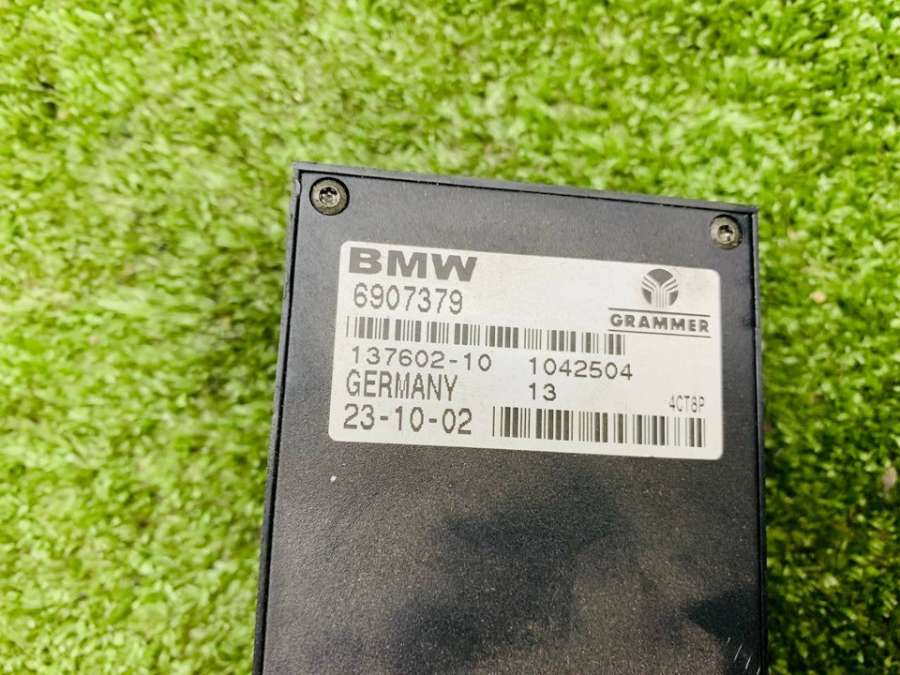 BMW
6907379
GRAMMER
137602-10 1042504
GERMANY 13
4CT8P
23-10-02